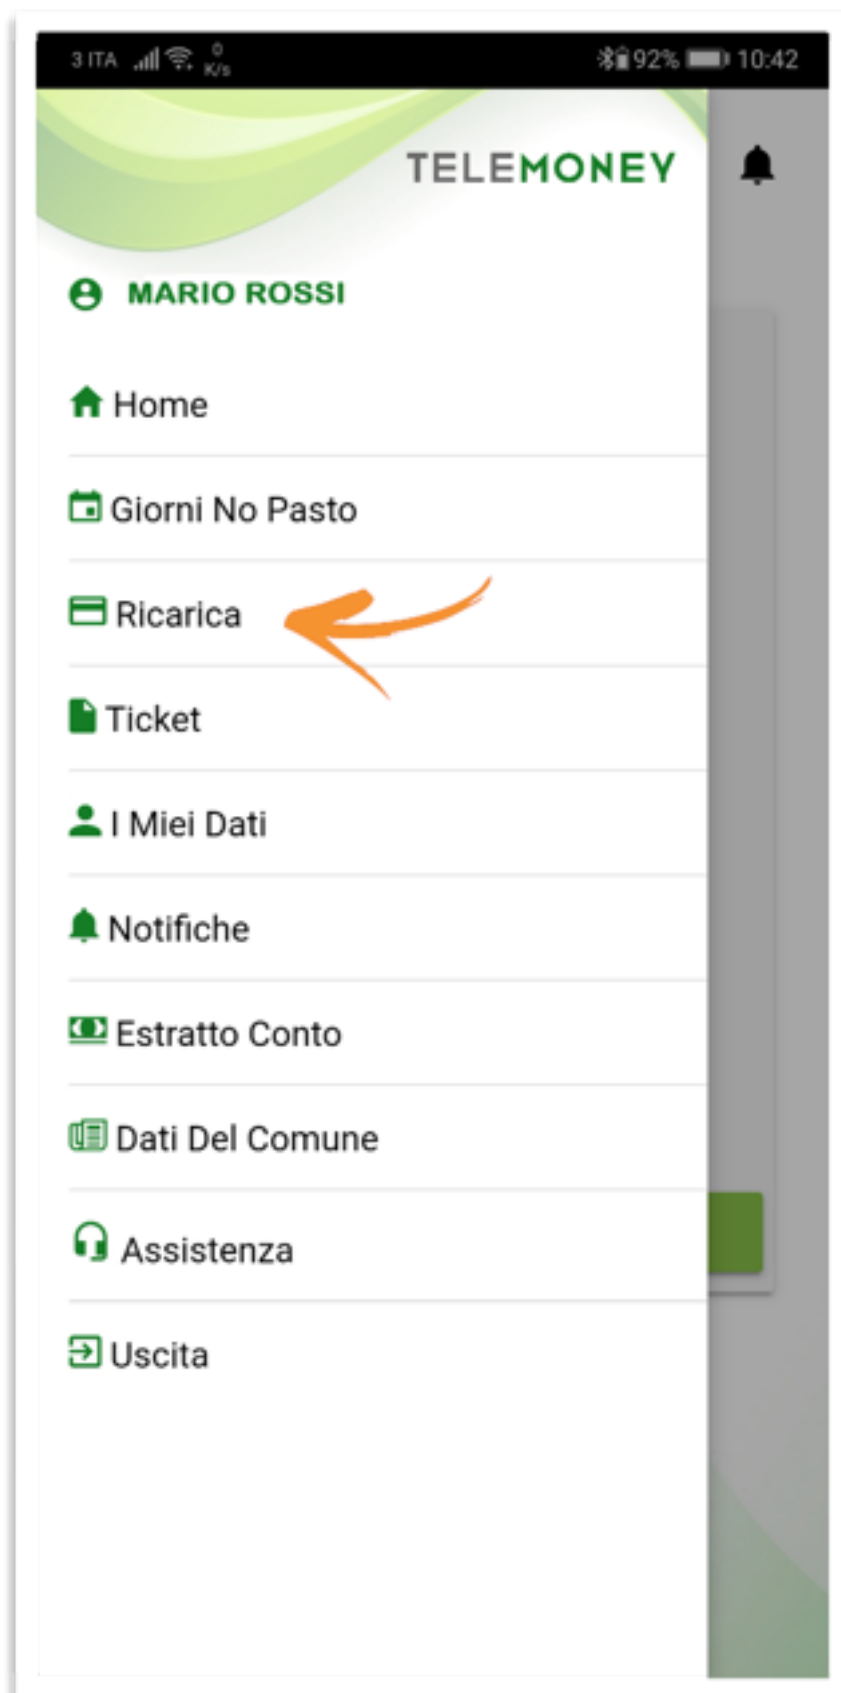 3 ITA 0 K/s 92% 10:42
TELEMONEY
MARIO ROSSI
Home
Giorni No Pasto
Ricarica
Ticket
I Miei Dati
Notifiche
Estratto Conto
Dati Del Comune
Assistenza
Uscita